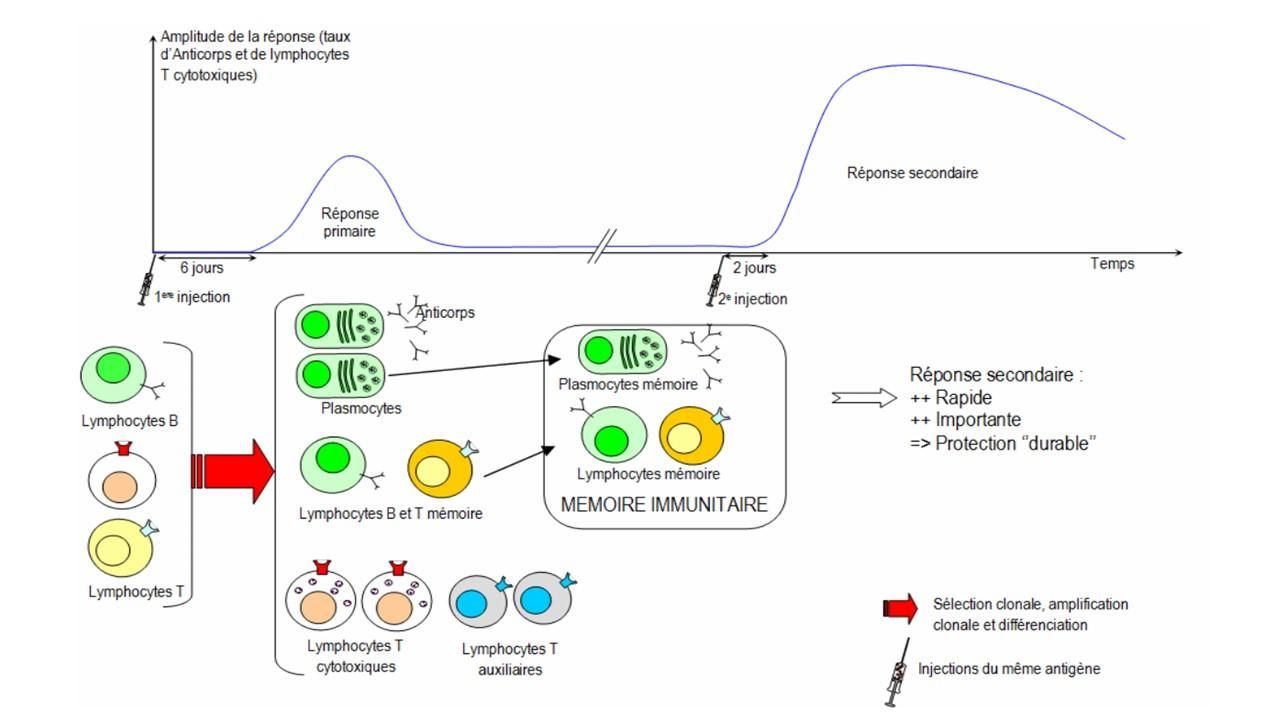 Amplitude de la réponse (taux
d'Anticorps et de lymphocytes
T cytotoxiques)
Réponse secondaire
Réponse
primaire
6 jours
2 jours
Temps
1ere injection
2e injection
Anticorps
Plasmocytes
Lymphocytes B
Lymphocytes T
Lymphocytes B et T mémoire
Plasmocytes mémoire
Lymphocytes mémoire
MEMOIRE IMMUNITAIRE
Réponse secondaire :
++ Rapide
++ Importante
=> Protection ‘’durable’’
Lymphocytes T
cytotoxiques
Lymphocytes T
auxiliaires
Sélection clonale, amplification
clonale et différenciation
Injections du même antigène